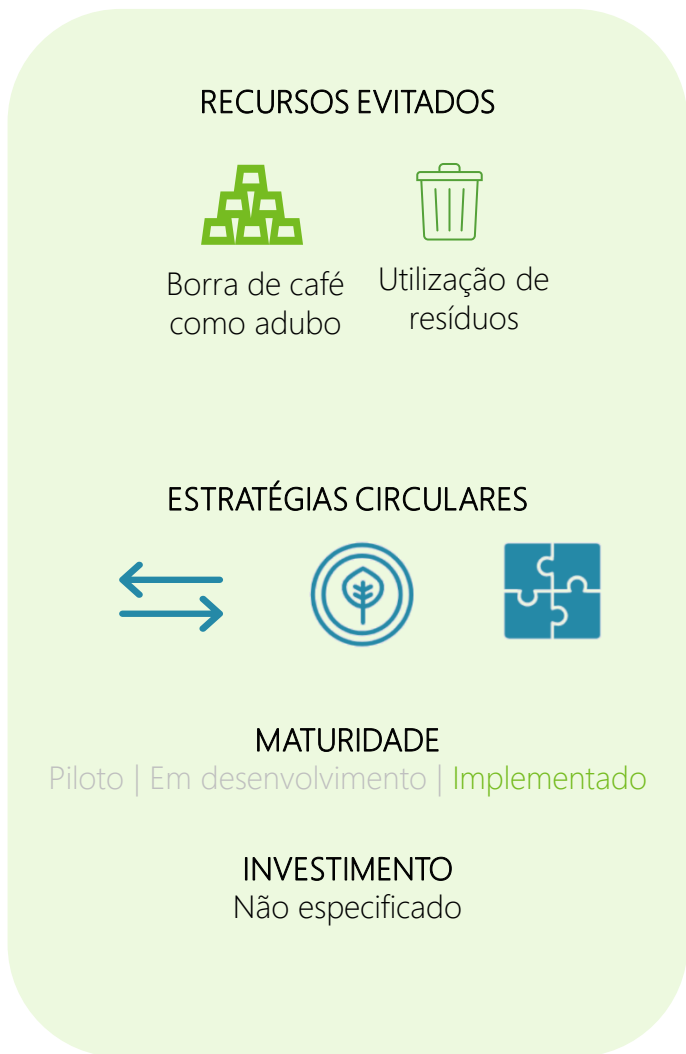 RECURSOS EVITADOS
Borra de café
como adubo
Utilização de
resíduos
ESTRATÉGIAS CIRCULARES
MATURIDADE
Piloto | Em desenvolvimento | Implementado
INVESTIMENTO
Não especificado